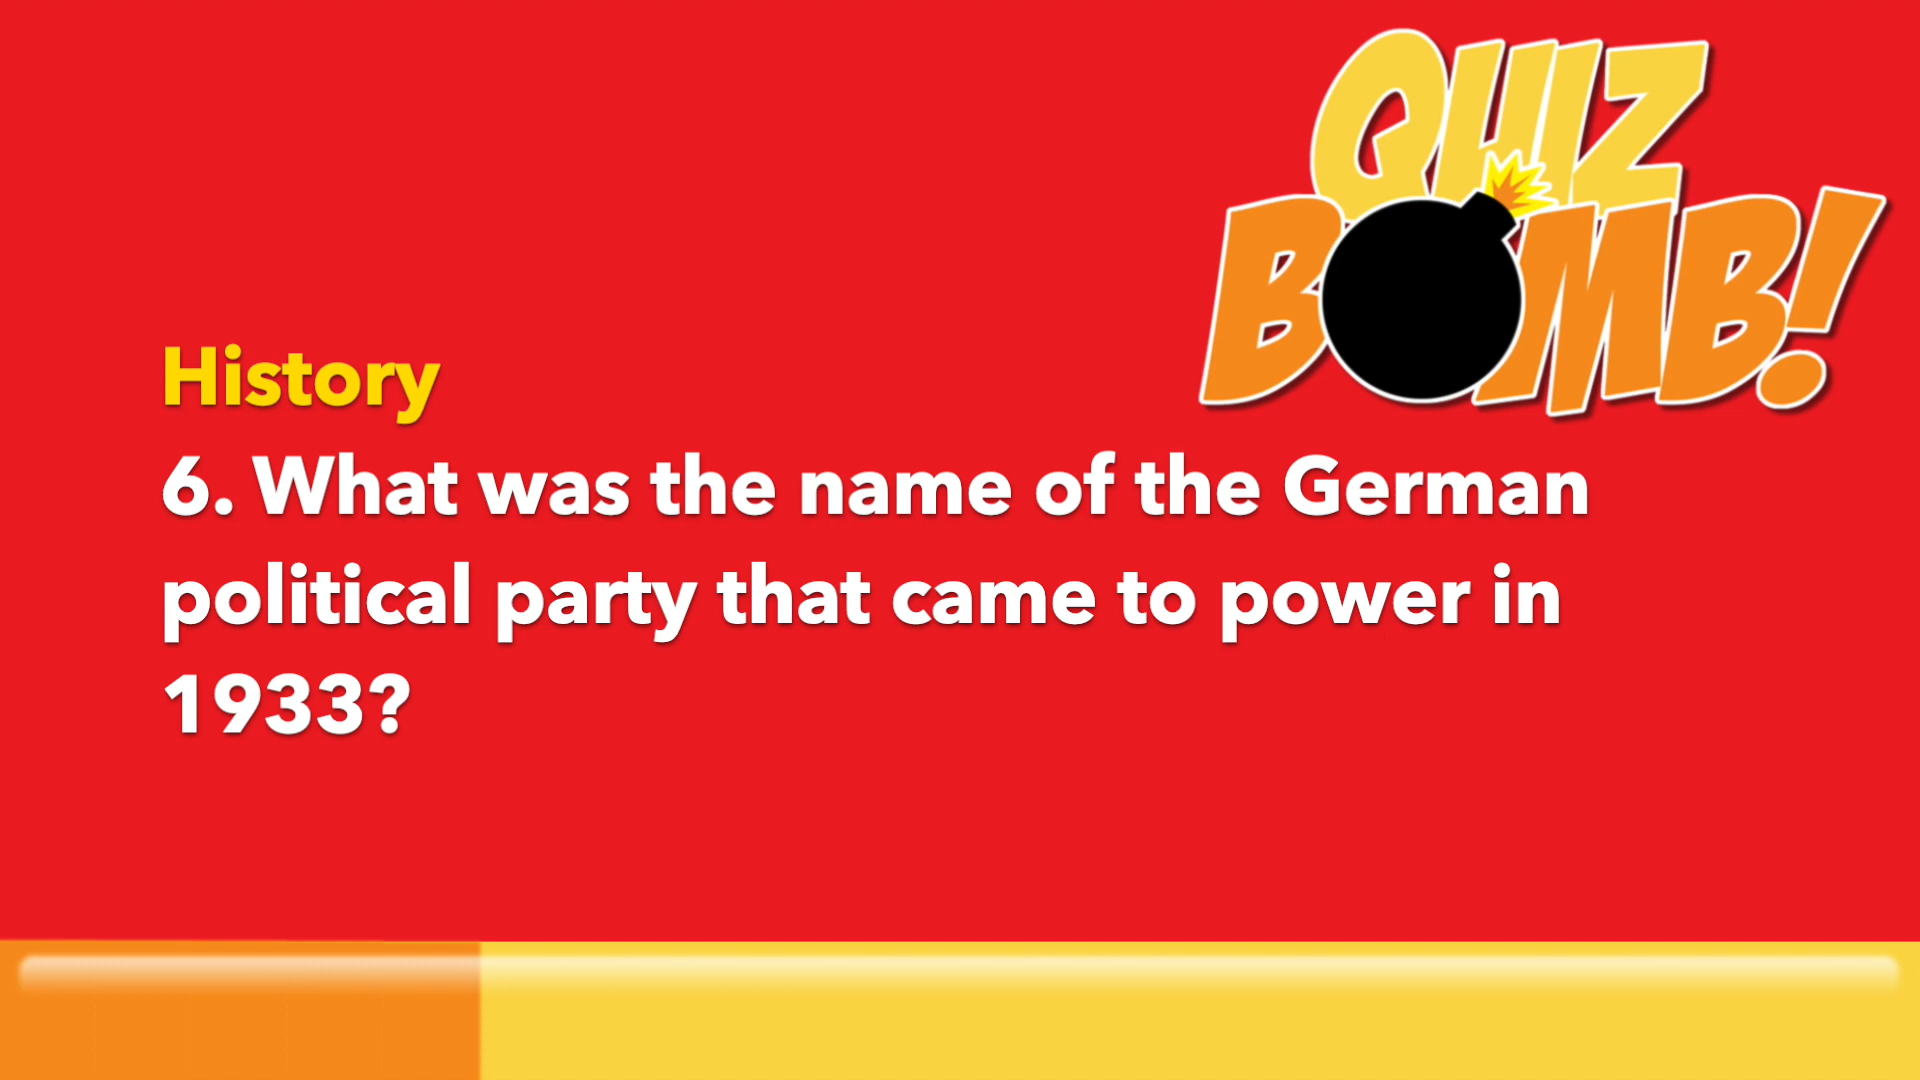 QUIZ
BOMB!
History
6. What was the name of the German
political party that came to power in
1933?